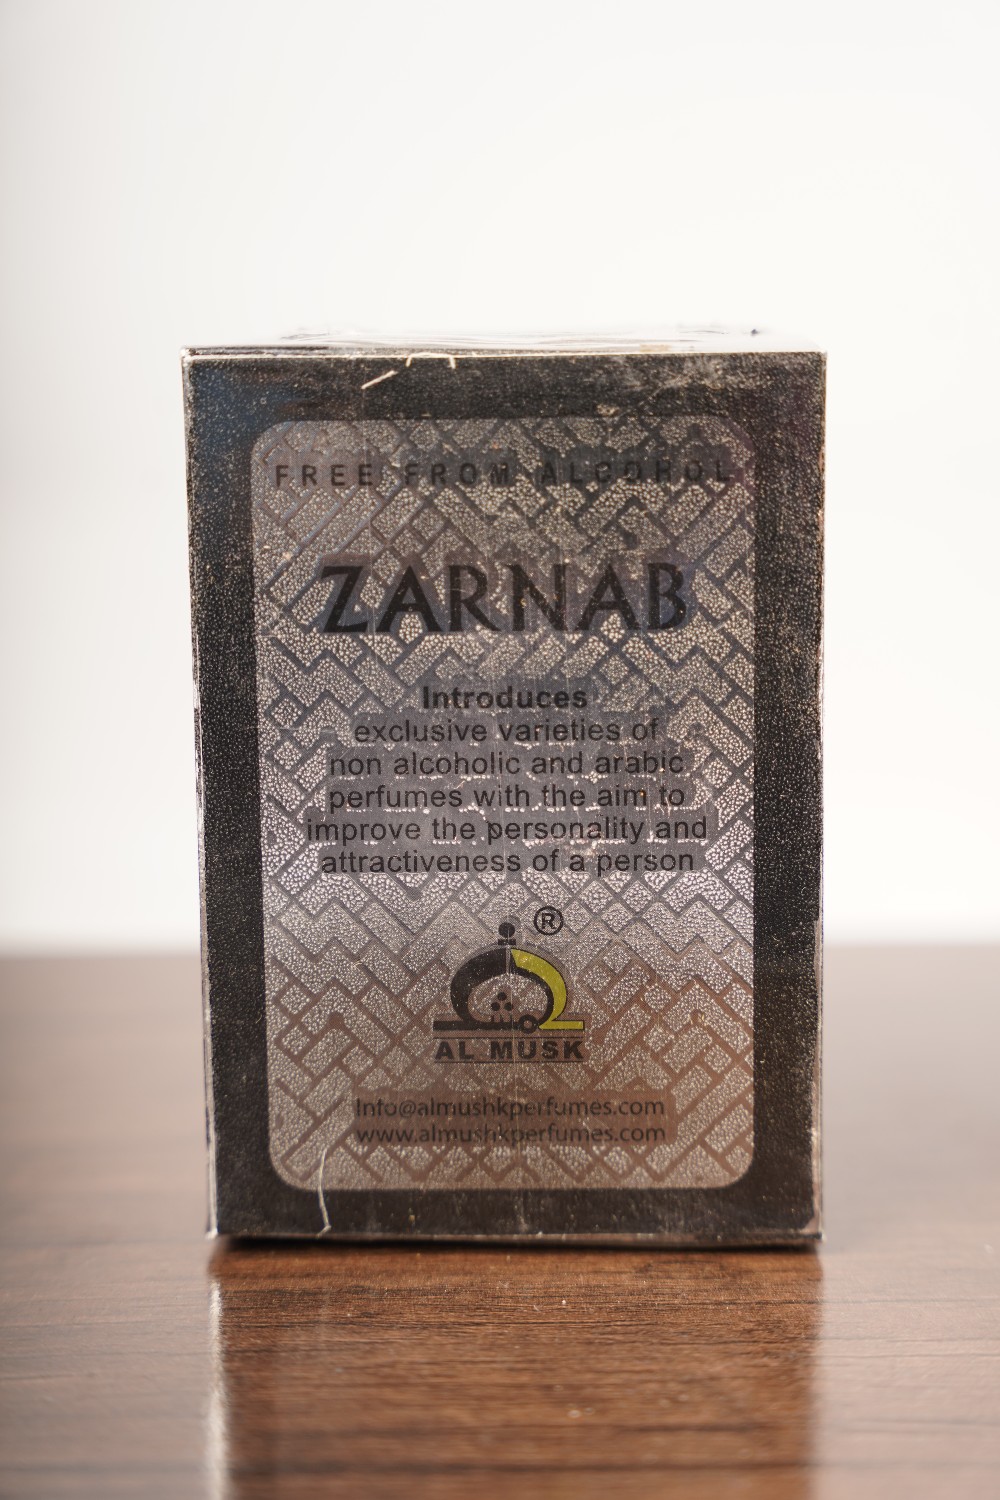 FREE FROM ALCOHOL
ZARNAB
Introduces
exclusive varieties of
non alcoholic and arabic
perfumes with the aim to
improve the personality and
attractiveness of a person
®
AL MUSK
Info@almushkperfumes.com
www.almushkperfumes.com